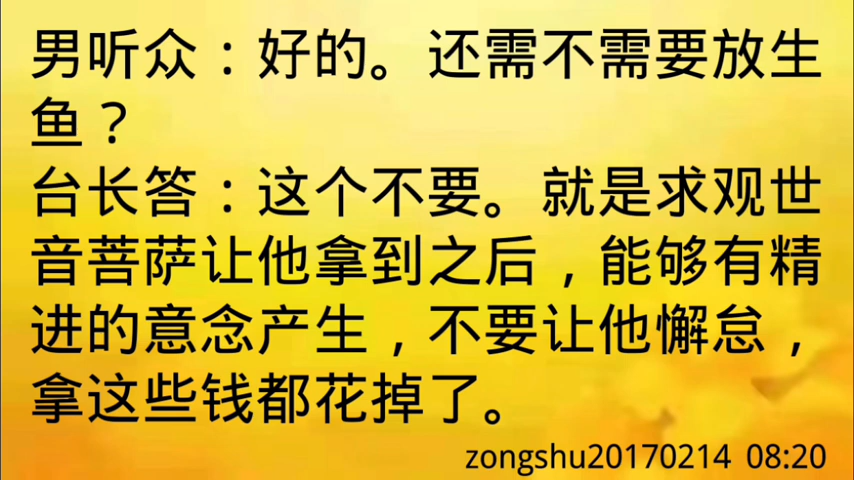 男听众：好的。还需不需要放生
鱼？
台长答：这个不要。就是求观世
音菩萨让他拿到之后，能够有精
进的意念产生，不要让他懈怠，
拿这些钱都花掉了。
zongshu20170214 08:20